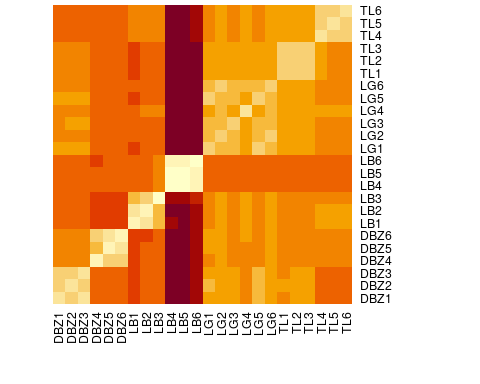 TL6
TL5
TL4
TL3
TL2
TL1
LG6
LG5
LG4
LG3
LG2
LG1
LB6
LB5
LB4
LB3
LB2
LB1
DBZ6
DBZ5
DBZ4
DBZ3
DBZ2
DBZ1
DBZ1
DBZ2
DBZ3
DBZ4
DBZ5
DBZ6
LB1
LB2
LB3
LB4
LB5
LB6
LG1
LG2
LG3
LG4
LG5
LG6
TL1
TL2
TL3
TL4
TL5
TL6